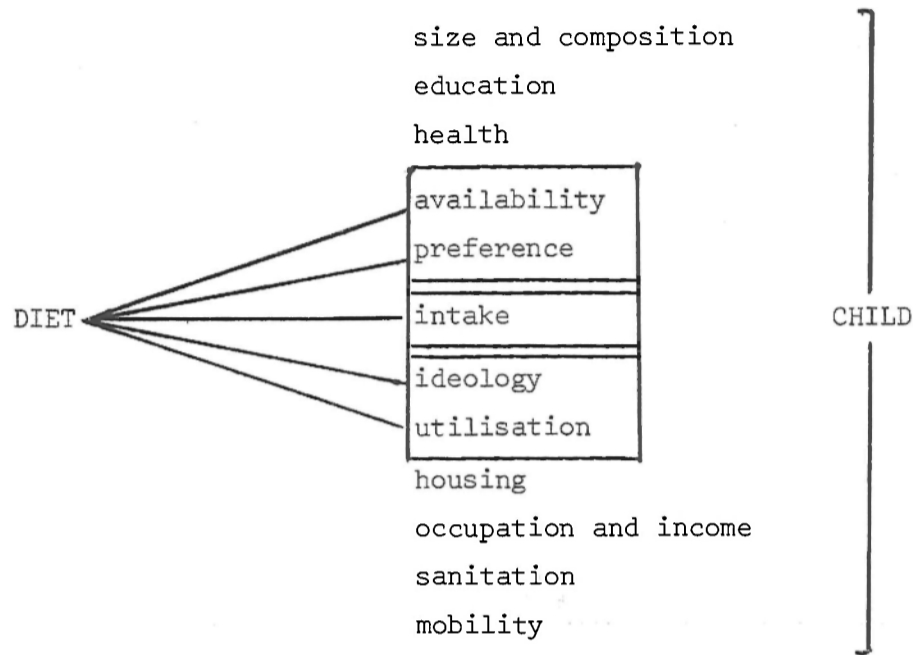 size and composition
education
health
availability
preference
DIET intake CHILD
ideology
utilisation
housing
occupation and income
sanitation
mobility